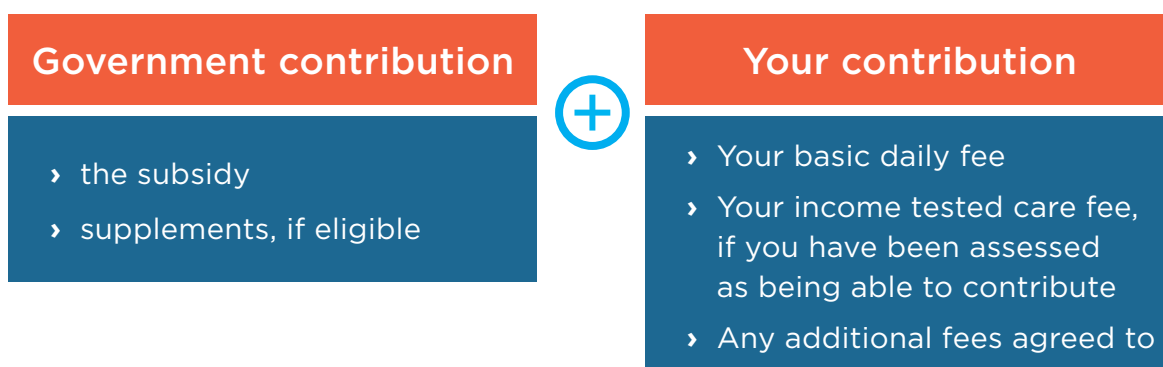 Government contribution
› the subsidy
› supplements, if eligible
+
Your contribution
› Your basic daily fee
› Your income tested care fee,
if you have been assessed
as being able to contribute
› Any additional fees agreed to